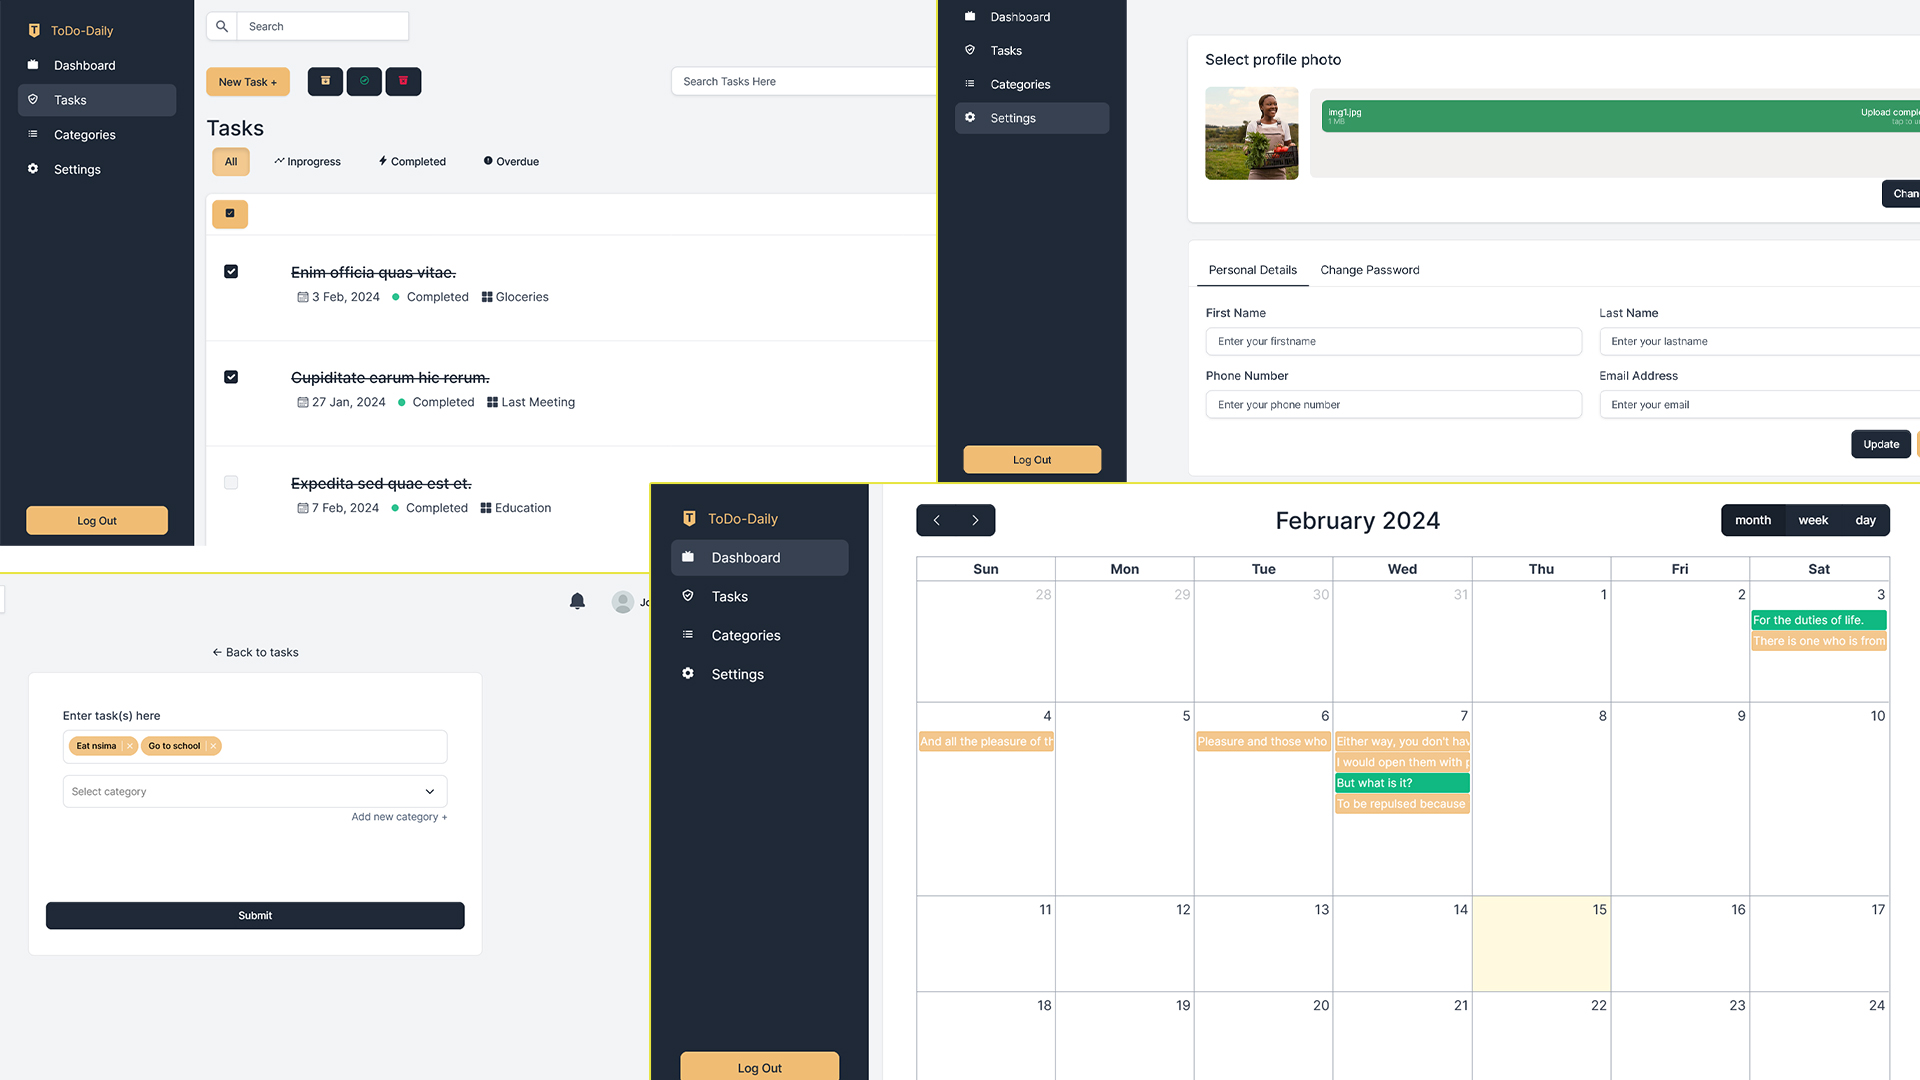 ToDo-Daily
Dashboard
Tasks
Categories
Settings
Log Out
Search
New Task +
Search Tasks Here
Tasks
All
Inprogress
Completed
Overdue
Enim officia quas vitae.
3 Feb, 2024 Completed Gloceries
Cupiditate earum hic rerum.
27 Jan, 2024 Completed Last Meeting
Expedita sed quae est et.
7 Feb, 2024 Completed Education
Dashboard
Tasks
Categories
Settings
Log Out
Select profile photo
img1.jpg
1 MB
Upload comple
tap to u
Chan
Personal Details Change Password
First Name Last Name
Enter your firstname Enter your lastname
Phone Number Email Address
Enter your phone number Enter your email
Update
Jo
← Back to tasks
Enter task(s) here
Eat nsima × Go to school ×
Select category
Add new category +
Submit
ToDo-Daily
Dashboard
Tasks
Categories
Settings
Log Out
February 2024
month week day
Sun Mon Tue Wed Thu Fri Sat
28 29 30 31 1 2 3
For the duties of life.
There is one who is from
4 5 6 7 8 9 10
And all the pleasure of th
Pleasure and those who
Either way, you don't hav
I would open them with p
But what is it?
To be repulsed because
11 12 13 14 15 16 17
18 19 20 21 22 23 24